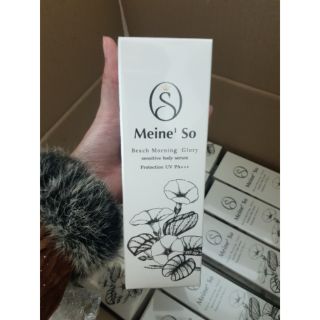 S
Meine' So
Beach Morning Glory
sensitive body serum
Protection UV PA+++